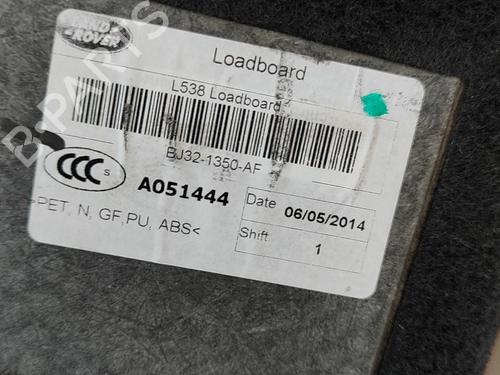 LAND
ROVER
Loadboard
L538 Loadboard
BJ32-1350-AF
CCC S
A051444
Date 06/05/2014
Shift 1
>PET, N, GF,PU, ABS<
B-PARTS